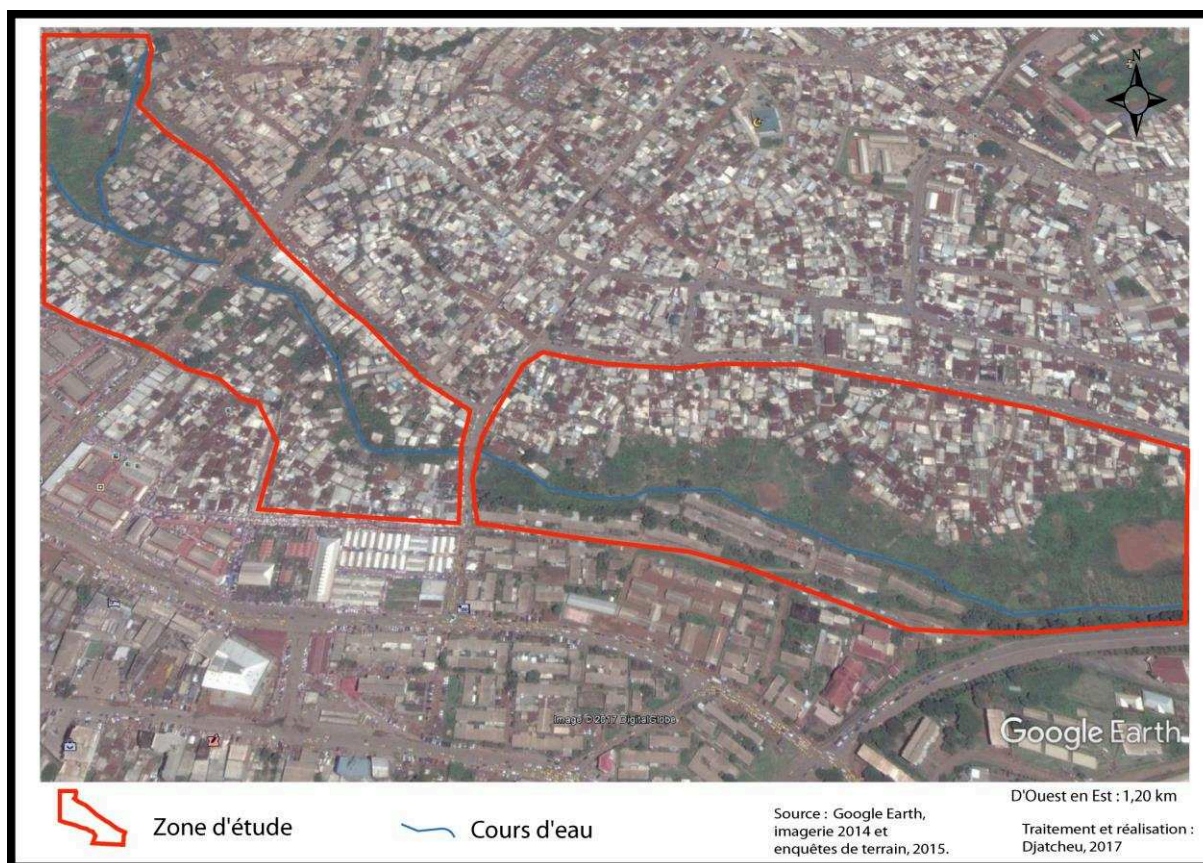 N
Image © 2017 DigitalGlobe
Google Earth
Zone d'étude
Cours d'eau
Source : Google Earth,
imagerie 2014 et
enquêtes de terrain, 2015.
D'Ouest en Est : 1,20 km
Traitement et réalisation :
Djatcheu, 2017